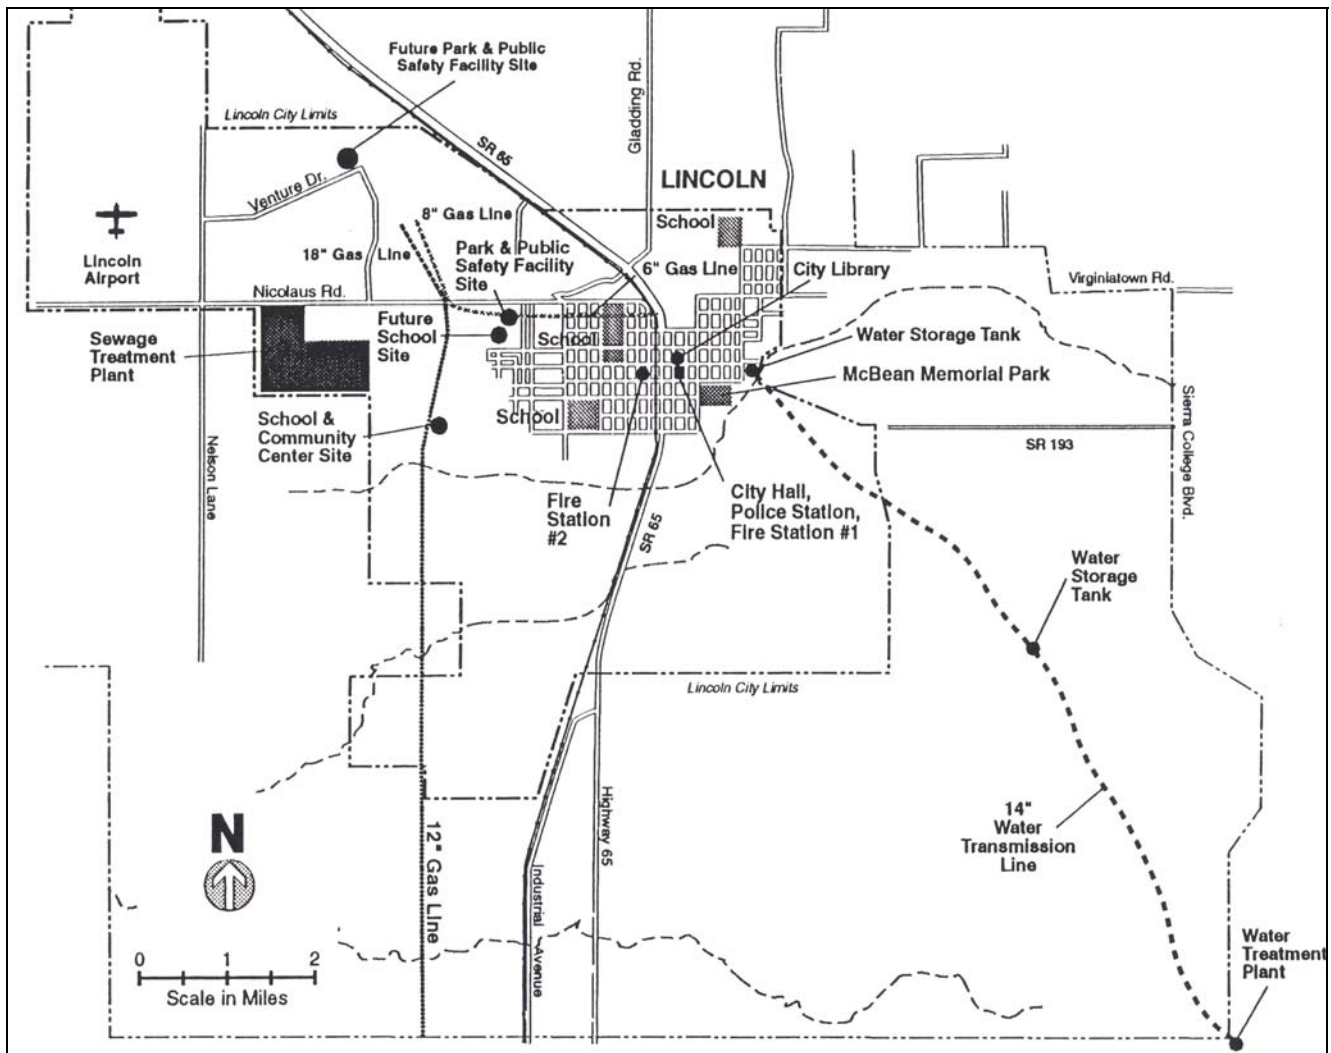 Future Park & Public
Safety Facility Site
Lincoln City Limits
SR 65
Gladding Rd.
LINCOLN
Venture Dr.
8" Gas Line
School
18" Gas Line
Park & Public
Safety Facility
Site
6" Gas Line
City Library
Lincoln
Airport
Nicolaus Rd.
Virginiatown Rd.
Future
School
Site
School
Sewage
Treatment
Plant
Water Storage Tank
McBean Memorial Park
School &
Community
Center Site
School
Sierra College Blvd.
SR 193
Nelson Lane
Fire
Station
#2
City Hall,
Police Station,
Fire Station #1
SR 65
Water
Storage
Tank
Lincoln City Limits
N
12" Gas Line
Highway 65
14"
Water
Transmission
Line
Industrial Avenue
Water
Treatment
Plant
0 1 2
Scale in Miles